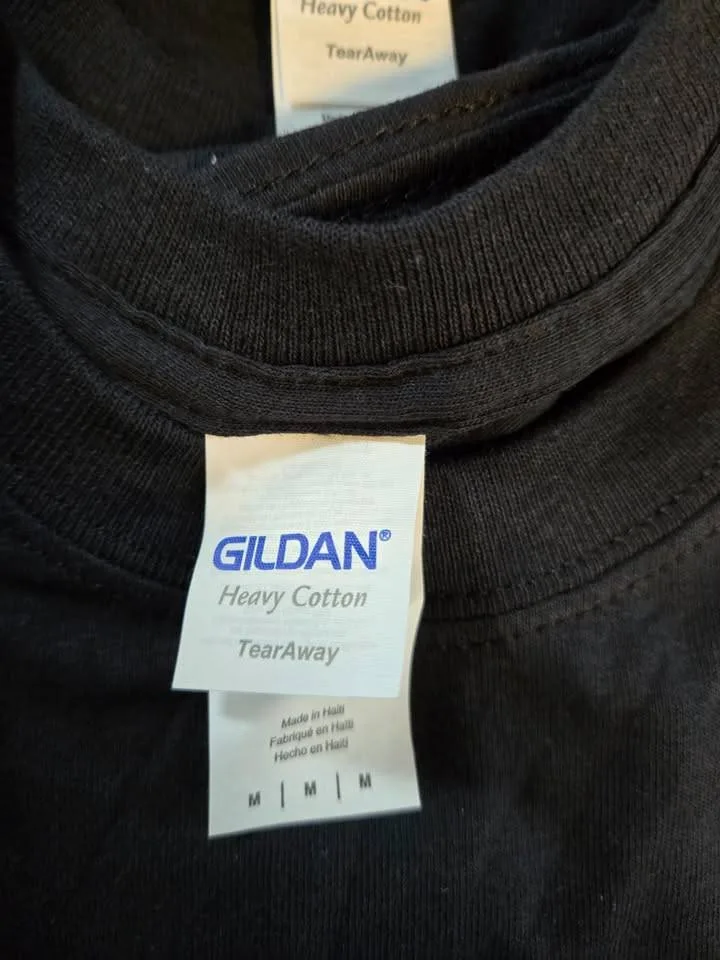 Heavy Cotton
TearAway
GILDAN®
Heavy Cotton
TearAway
Made in Haiti
Fabriqué en Haïti
Hecho en Haití
M | M | M